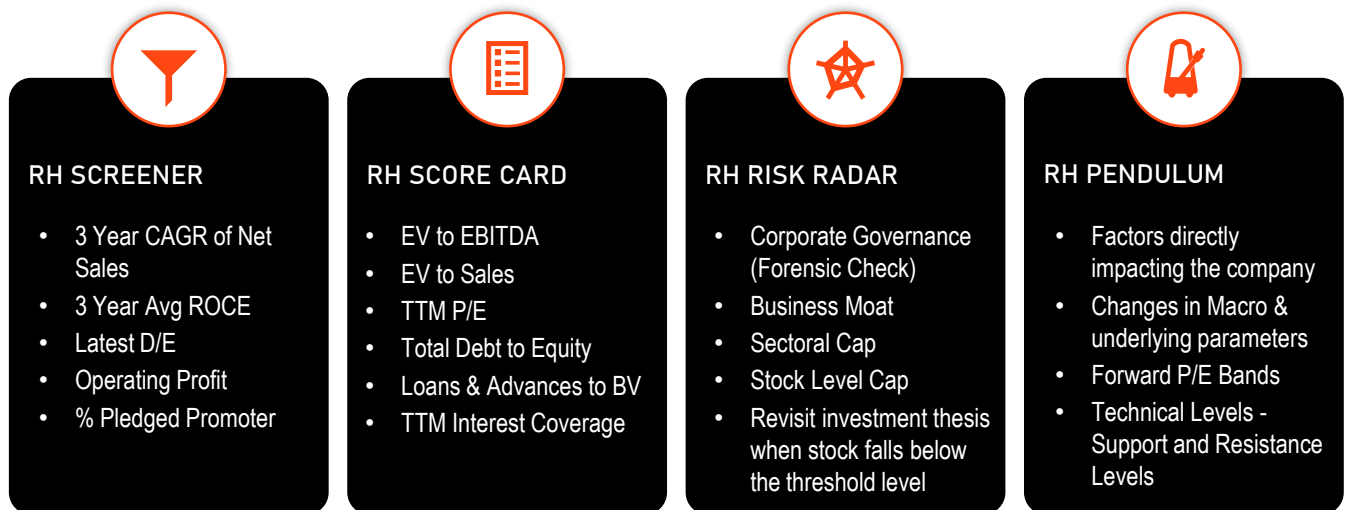 RH SCREENER
• 3 Year CAGR of Net
Sales
• 3 Year Avg ROCE
• Latest D/E
• Operating Profit
• % Pledged Promoter
RH SCORE CARD
• EV to EBITDA
• EV to Sales
• TTM P/E
• Total Debt to Equity
• Loans & Advances to BV
• TTM Interest Coverage
RH RISK RADAR
• Corporate Governance
(Forensic Check)
• Business Moat
• Sectoral Cap
• Stock Level Cap
• Revisit investment thesis
when stock falls below
the threshold level
RH PENDULUM
• Factors directly
impacting the company
• Changes in Macro &
underlying parameters
• Forward P/E Bands
• Technical Levels -
Support and Resistance
Levels